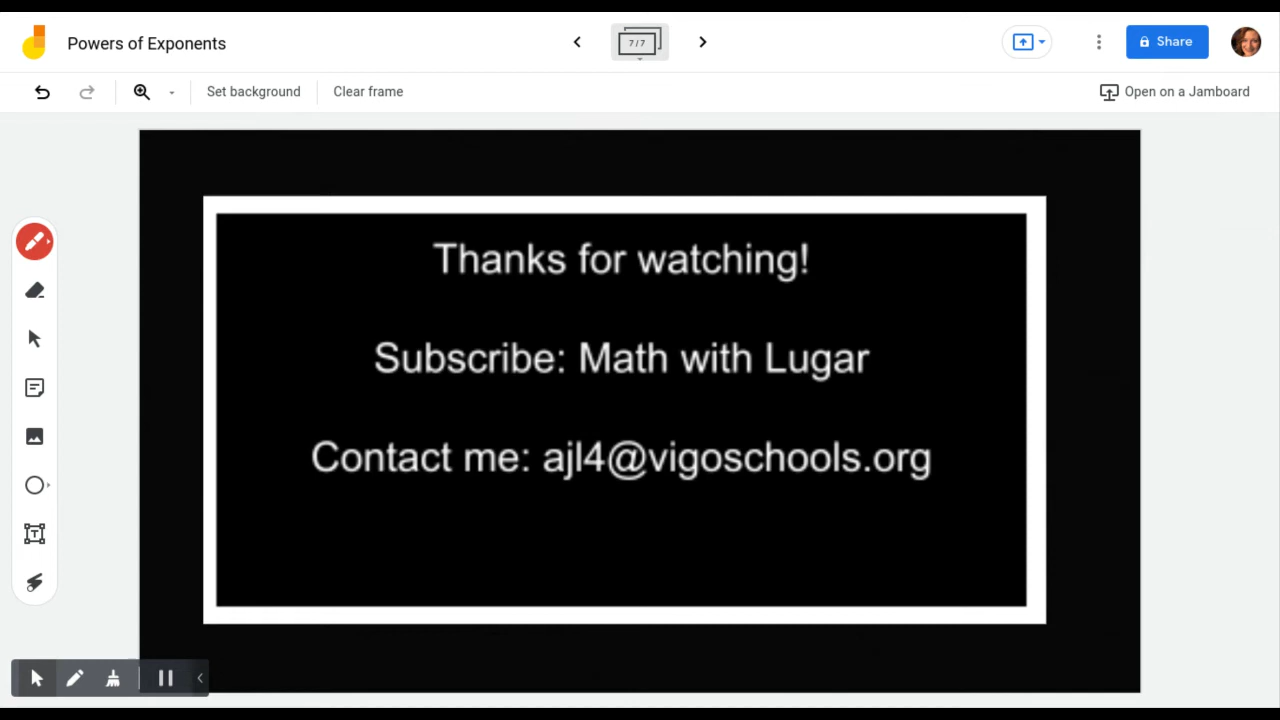 Powers of Exponents
7/7
Share
Set background
Clear frame
Open on a Jamboard
Thanks for watching!
Subscribe: Math with Lugar
Contact me: ajl4@vigoschools.org